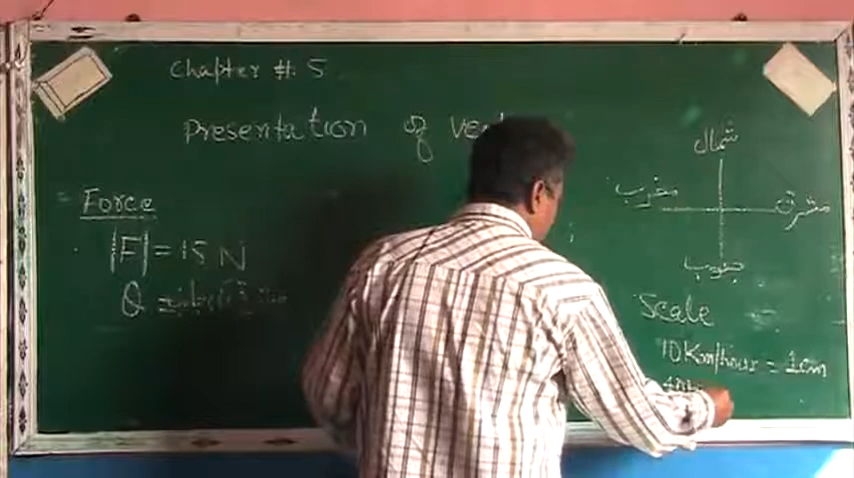 Chapter #. 5
Presentation of
Force
|F| = 15 N
شمال
مغرب
مشرق
جنوب
Scale
10 Km/hour = 1cm